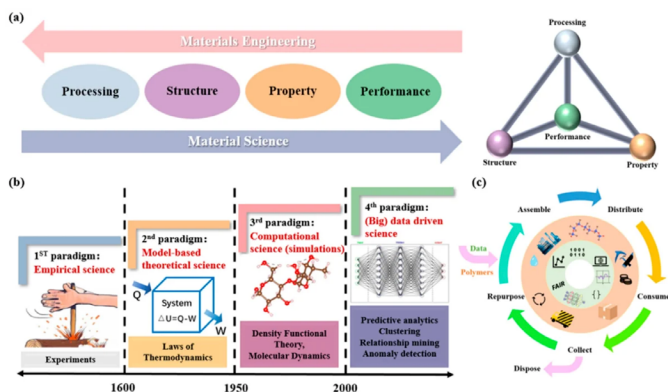 (a)
Materials Engineering
Processing
Structure
Property
Performance
Material Science
Processing
Performance
Structure
Property
(b)
1ST paradigm:
Empirical science
Experiments
2nd paradigm:
Model-based
theoretical science
Q
System
△U=Q-W
W
Laws of
Thermodynamics
3rd paradigm:
Computational
science (simulations)
Density Functional
Theory,
Molecular Dynamics
4th paradigm:
(Big) data driven
science
Predictive analytics
Clustering
Relationship mining
Anomaly detection
1600
1950
2000
(c)
Assemble
Distribute
Data
Polymers
1001
0110
FAIR
{}
Repurpose
Consume
Collect
Dispose